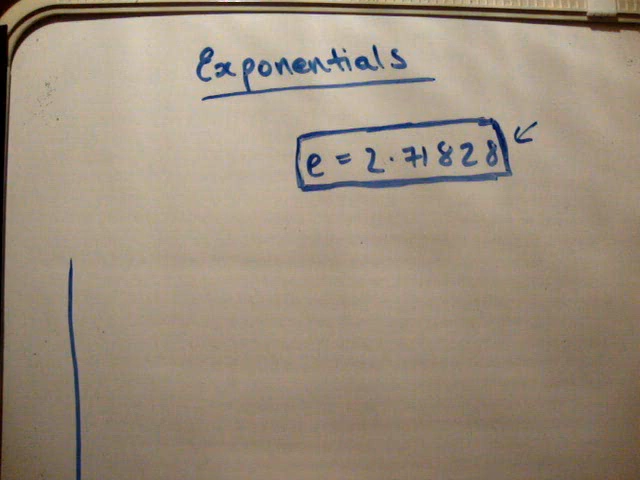 Exponentials
e = 2.71828